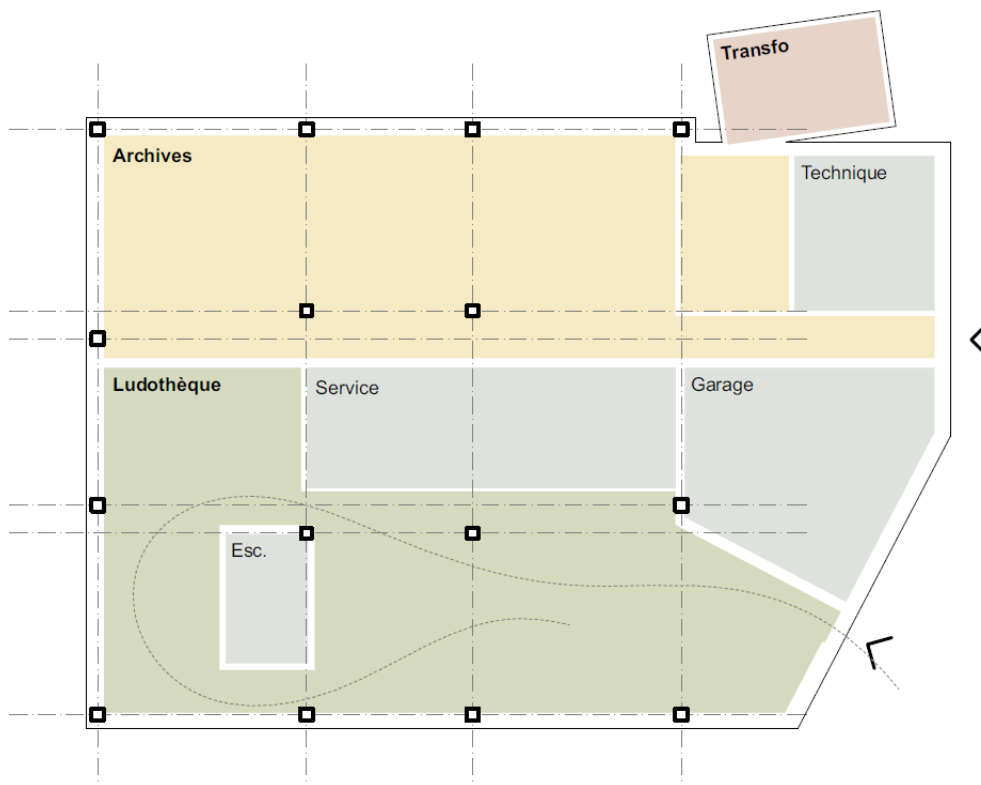 Transfo
Archives
Technique
Ludothèque
Service
Garage
Esc.